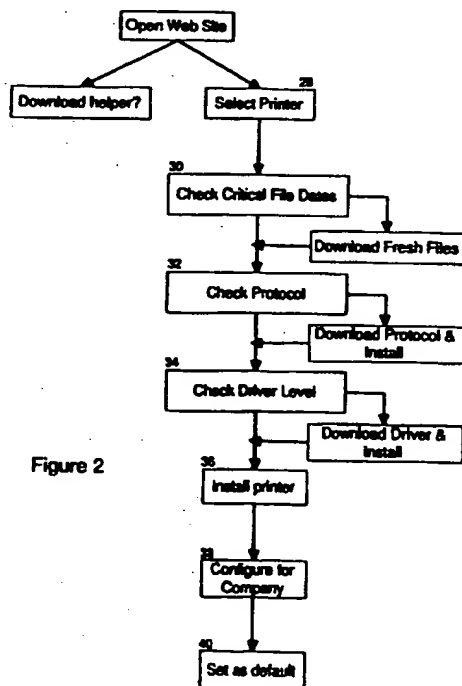 Open Web Site
Download helper?
28
Select Printer
30
Check Critical File Dates
Download Fresh Files
32
Check Protocol
Download Protocol &
Install
34
Check Driver Level
Download Driver &
Install
Figure 2
36
Install printer
38
Configure for
Company
40
Set as default